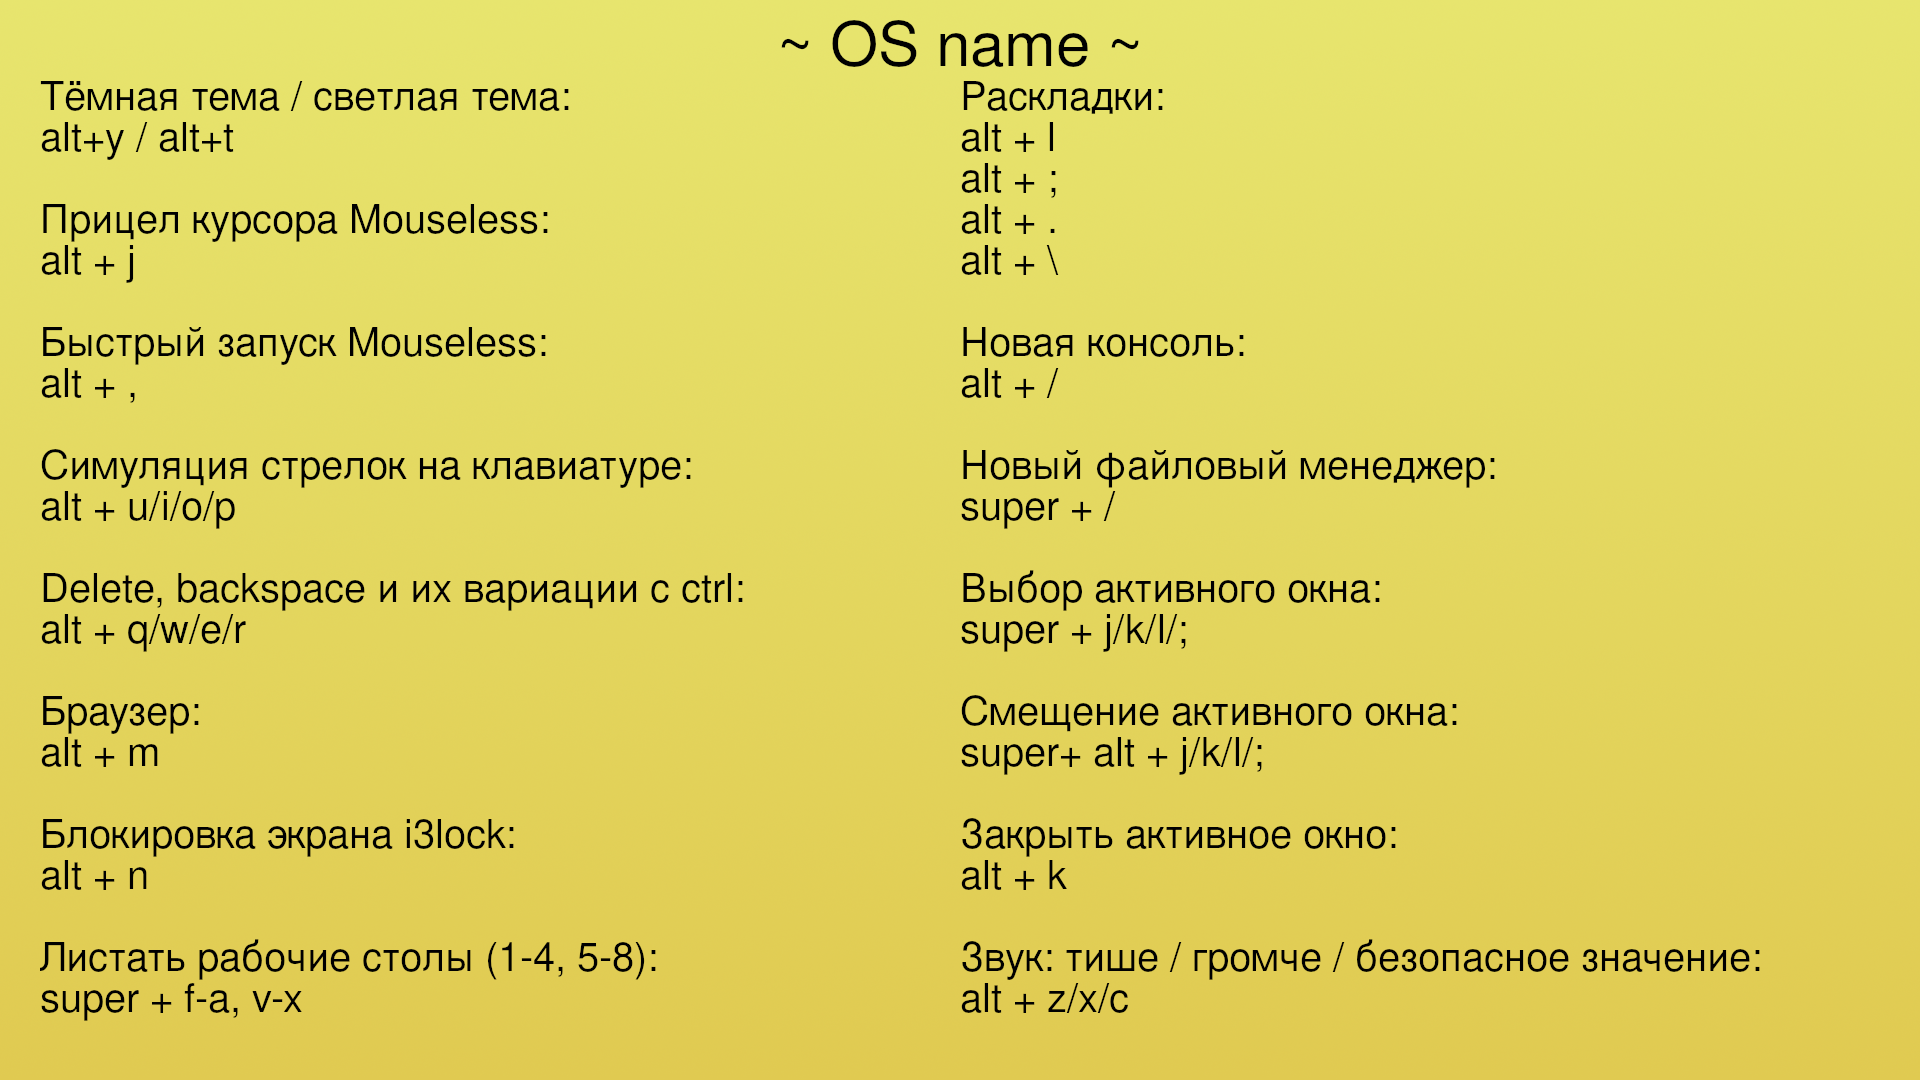 ~ OS name ~
Тёмная тема / светлая тема:
alt+y / alt+t
Прицел курсора Mouseless:
alt + j
Быстрый запуск Mouseless:
alt + ,
Симуляция стрелок на клавиатуре:
alt + u/i/o/p
Delete, backspace и их вариации с ctrl:
alt + q/w/e/r
Браузер:
alt + m
Блокировка экрана i3lock:
alt + n
Листать рабочие столы (1-4, 5-8):
super + f-a, v-x
Раскладки:
alt + l
alt + ;
alt + .
alt + \
Новая консоль:
alt + /
Новый файловый менеджер:
super + /
Выбор активного окна:
super + j/k/l/;
Смещение активного окна:
super+ alt + j/k/l/;
Закрыть активное окно:
alt + k
Звук: тише / громче / безопасное значение:
alt + z/x/c